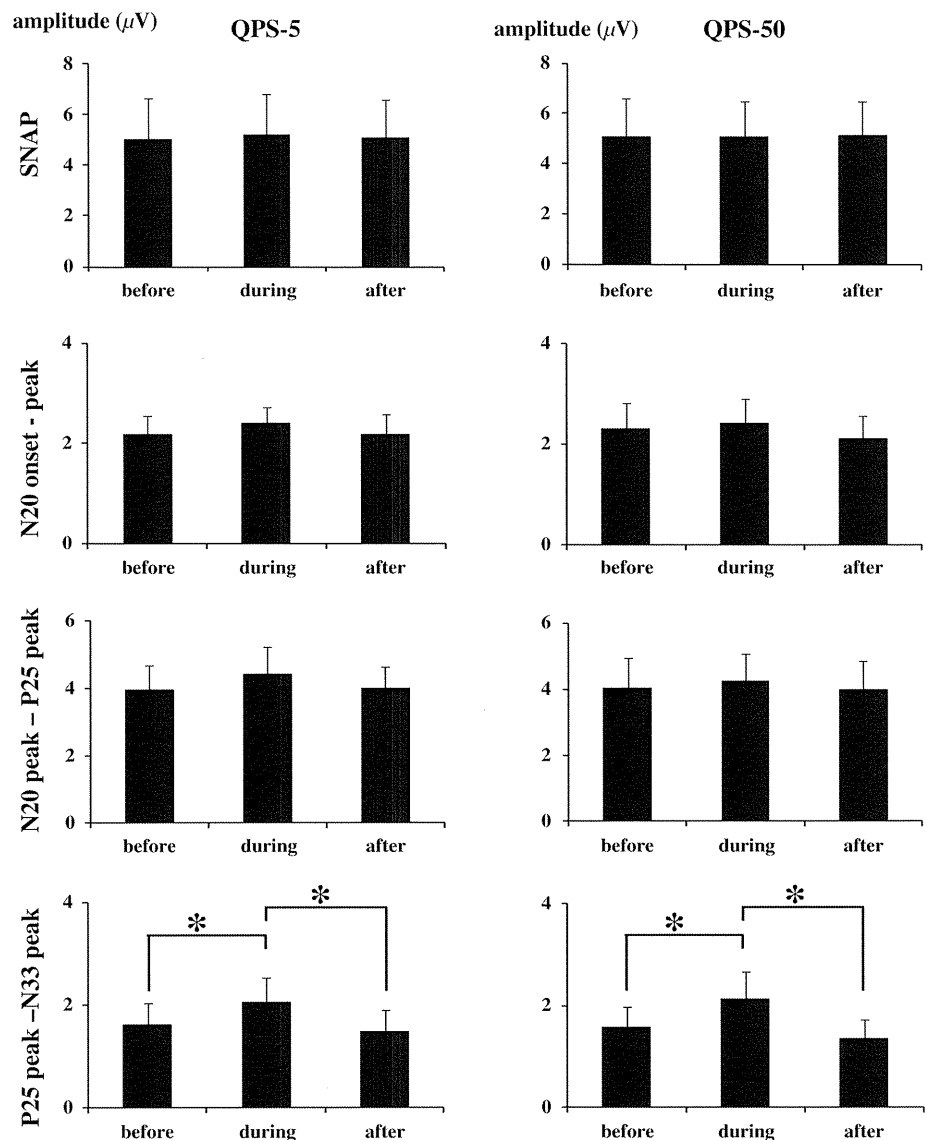 amplitude (μV) QPS-5
amplitude (μV) QPS-50
SNAP
8
6
4
2
0
before during after
8
6
4
2
0
before during after
N20 onset - peak
4
2
0
before during after
4
2
0
before during after
N20 peak – P25 peak
6
4
2
0
before during after
6
4
2
0
before during after
P25 peak –N33 peak
4
2
0
* *
before during after
4
2
0
* *
before during after